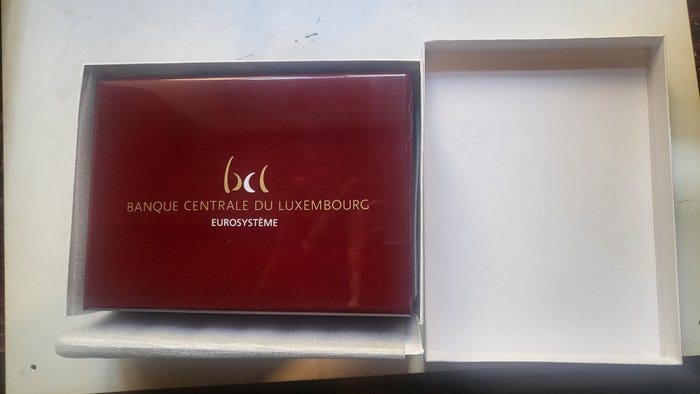 bcl
BANQUE CENTRALE DU LUXEMBOURG
EUROSYSTÈME